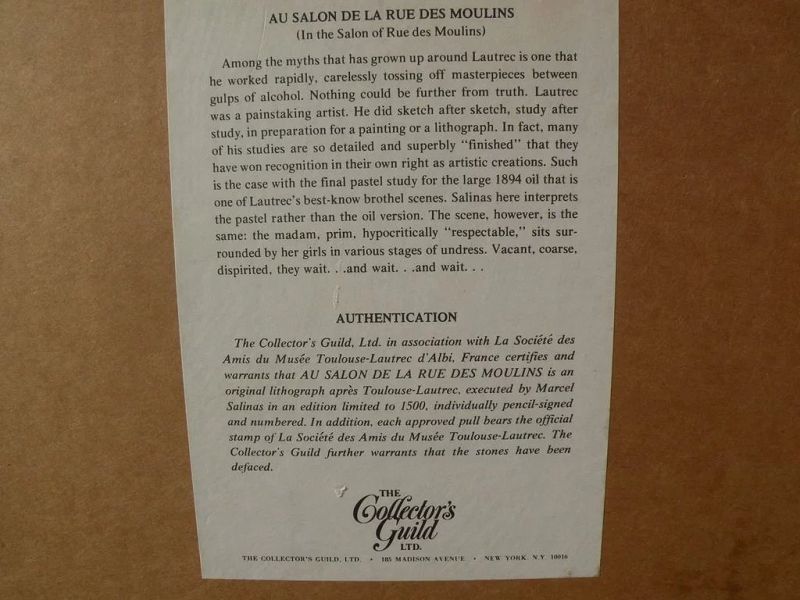 AU SALON DE LA RUE DES MOULINS
(In the Salon of Rue des Moulins)
Among the myths that has grown up around Lautrec is one that
he worked rapidly, carelessly tossing off masterpieces between
gulps of alcohol. Nothing could be further from truth. Lautrec
was a painstaking artist. He did sketch after sketch, study after
study, in preparation for a painting or a lithograph. In fact, many
of his studies are so detailed and superbly "finished" that they
have won recognition in their own right as artistic creations. Such
is the case with the final pastel study for the large 1894 oil that is
one of Lautrec's best-know brothel scenes. Salinas here interprets
the pastel rather than the oil version. The scene, however, is the
same: the madam, prim, hypocritically "respectable," sits sur-
rounded by her girls in various stages of undress. Vacant, coarse,
dispirited, they wait. . .and wait. . .and wait. . .
AUTHENTICATION
The Collector's Guild, Ltd. in association with La Société des
Amis du Musée Toulouse-Lautrec d'Albi, France certifies and
warrants that AU SALON DE LA RUE DES MOULINS is an
original lithograph après Toulouse-Lautrec, executed by Marcel
Salinas in an edition limited to 1500, individually pencil-signed
and numbered. In addition, each approved pull bears the official
stamp of La Société des Amis du Musée Toulouse-Lautrec. The
Collector's Guild further warrants that the stones have been
defaced.
THE
Collector's
Guild
LTD.
THE COLLECTOR'S GUILD, LTD. • 185 MADISON AVENUE • NEW YORK N.Y. 10016